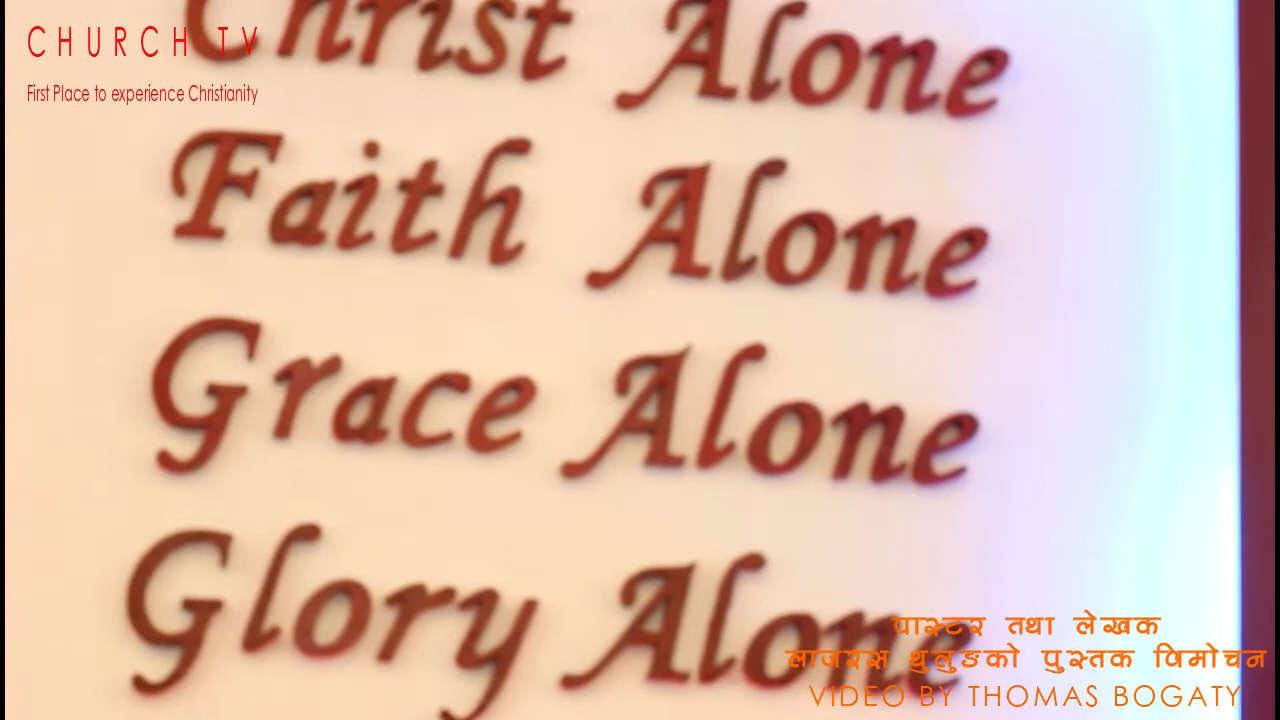 CHURCH TV
First Place to experience Christianity
Christ Alone
Faith Alone
Grace Alone
Glory Alone
पास्टर तथा लेखक
लाजरस थुलुङको पुस्तक विमोचन
VIDEO BY THOMAS BOGATY